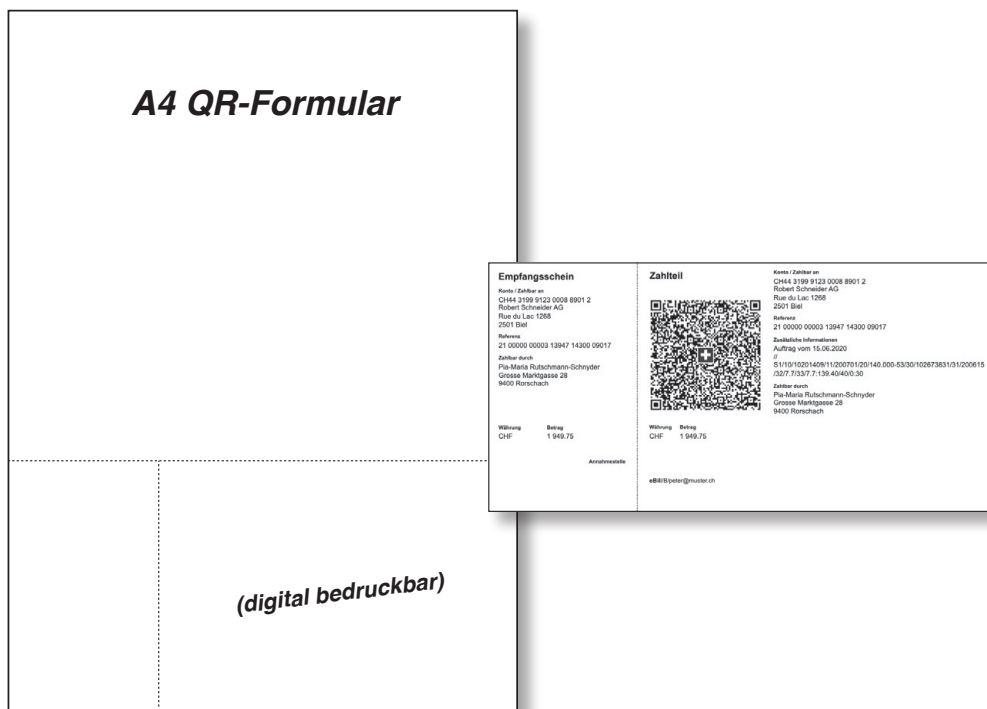 A4 QR-Formular
(digital bedruckbar)
Empfangsschein
Konto / Zahlbar an
CH44 3199 9123 0008 8901 2
Robert Schneider AG
Rue du Lac 1268
2501 Biel
Referenz
21 00000 00003 13947 14300 09017
Zahlbar durch
Pia-Maria Rutschmann-Schnyder
Grosse Marktgasse 28
9400 Rorschach
Währung Betrag
CHF 1 949.75
Annahmestelle
Zahlteil
Währung Betrag
CHF 1 949.75
Konto / Zahlbar an
CH44 3199 9123 0008 8901 2
Robert Schneider AG
Rue du Lac 1268
2501 Biel
Referenz
21 00000 00003 13947 14300 09017
Zusätzliche Informationen
Auftrag vom 15.06.2020
//
S1/10/10201409/11/200701/20/140.000-53/30/102673831/31/200615
/32/7.7/33/7.7:139.40/40/0:30
Zahlbar durch
Pia-Maria Rutschmann-Schnyder
Grosse Marktgasse 28
9400 Rorschach
eBill/B/peter@muster.ch